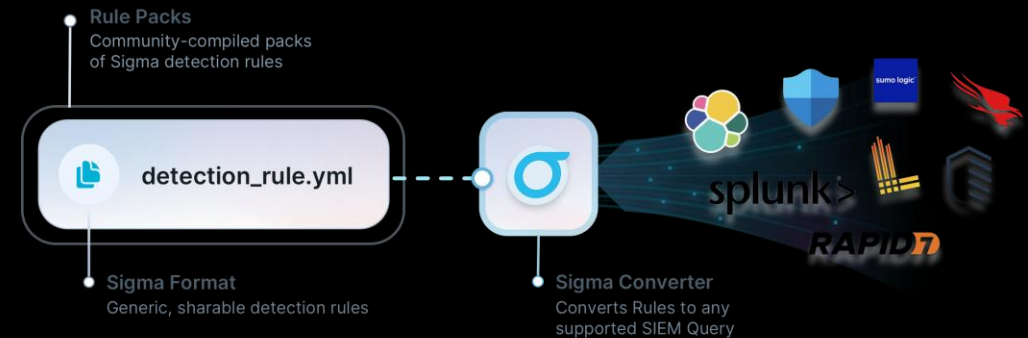 Rule Packs
Community-compiled packs
of Sigma detection rules
detection_rule.yml
Sigma Format
Generic, sharable detection rules
Sigma Converter
Converts Rules to any
supported SIEM Query
sumo logic
splunk>
RAPID7